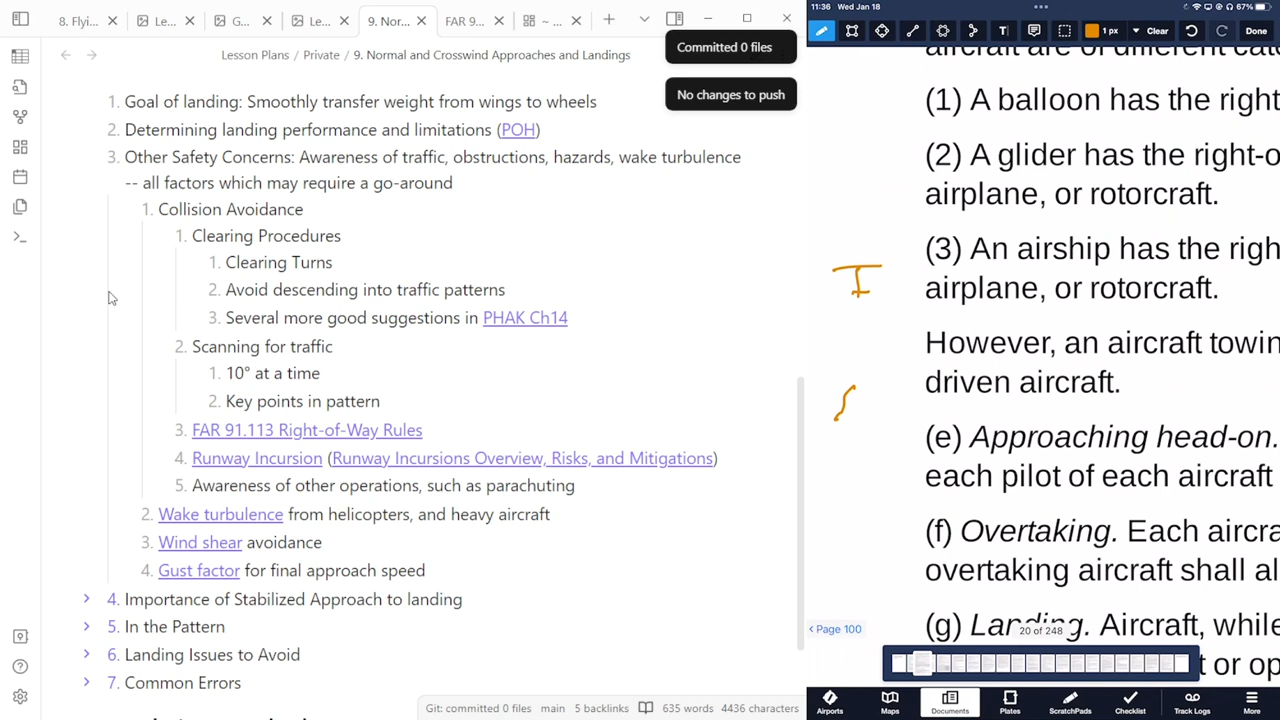 8. Flyi
Le...
G...
Le...
9. Nor...
FAR 9...
~ ...
Lesson Plans / Private / 9. Normal and Crosswind Approaches and Landings
Committed 0 files
No changes to push
1. Goal of landing: Smoothly transfer weight from wings to wheels
2. Determining landing performance and limitations (POH)
3. Other Safety Concerns: Awareness of traffic, obstructions, hazards, wake turbulence
-- all factors which may require a go-around
1. Collision Avoidance
1. Clearing Procedures
1. Clearing Turns
2. Avoid descending into traffic patterns
3. Several more good suggestions in PHAK Ch14
2. Scanning for traffic
1. 10° at a time
2. Key points in pattern
3. FAR 91.113 Right-of-Way Rules
4. Runway Incursion (Runway Incursions Overview, Risks, and Mitigations)
5. Awareness of other operations, such as parachuting
2. Wake turbulence from helicopters, and heavy aircraft
3. Wind shear avoidance
4. Gust factor for final approach speed
4. Importance of Stabilized Approach to landing
5. In the Pattern
6. Landing Issues to Avoid
7. Common Errors
Git: committed 0 files main 5 backlinks 635 words 4436 characters
11:36 Wed Jan 18
67%
T 1 px Clear Done
aircraft are of different cate
(1) A balloon has the right
(2) A glider has the right-o
airplane, or rotorcraft.
(3) An airship has the righ
airplane, or rotorcraft.
However, an aircraft towin
driven aircraft.
(e) Approaching head-on.
each pilot of each aircraft
(f) Overtaking. Each aircra
overtaking aircraft shall al
(g) Landing. Aircraft, while
< Page 100
20 of 248
t or op
Airports Maps Documents Plates ScratchPads Checklist Track Logs More